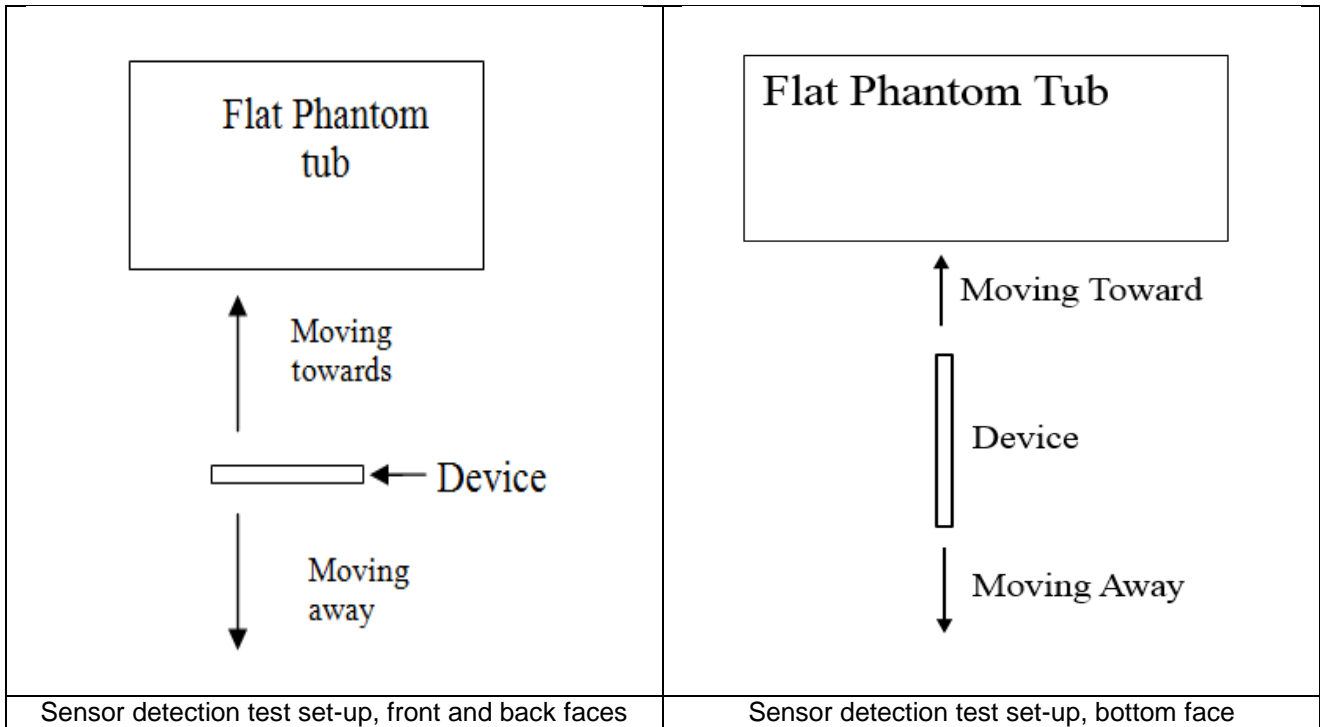 Flat Phantom
tub
Moving
towards
Device
Moving
away
Sensor detection test set-up, front and back faces
Flat Phantom Tub
Moving Toward
Device
Moving Away
Sensor detection test set-up, bottom face